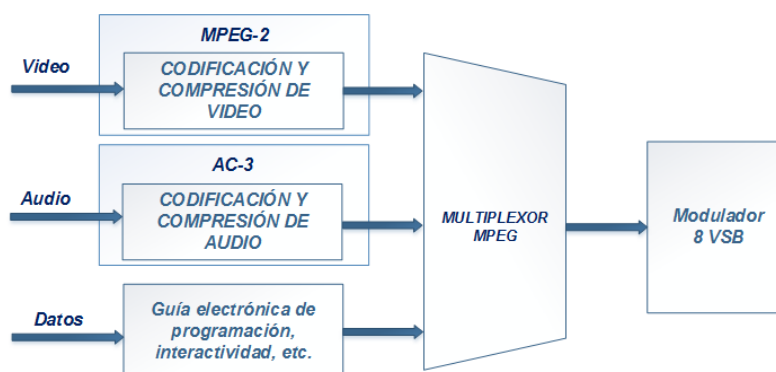 MPEG-2
Video
CODIFICACIÓN Y
COMPRESIÓN DE
VIDEO
AC-3
Audio
CODIFICACIÓN Y
COMPRESIÓN DE
AUDIO
Datos
Guía electrónica de
programación,
interactividad, etc.
MULTIPLEXOR
MPEG
Modulador
8 VSB